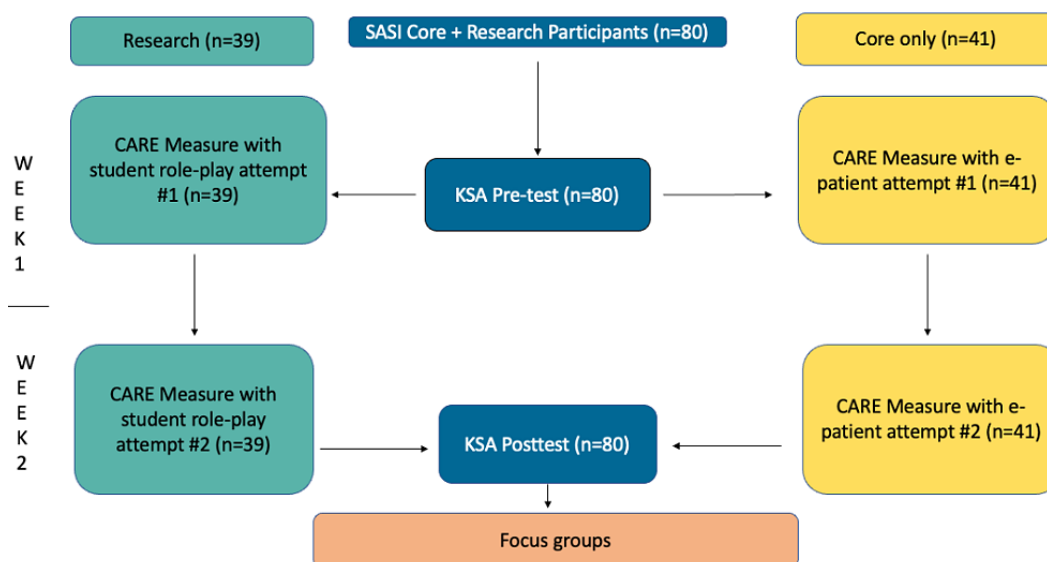 Research (n=39)
SASI Core + Research Participants (n=80)
Core only (n=41)
W
E
E
K
1
CARE Measure with
student role-play attempt
#1 (n=39)
KSA Pre-test (n=80)
CARE Measure with e-
patient attempt #1 (n=41)
W
E
E
K
2
CARE Measure with
student role-play
attempt #2 (n=39)
KSA Posttest (n=80)
CARE Measure with e-
patient attempt #2 (n=41)
Focus groups